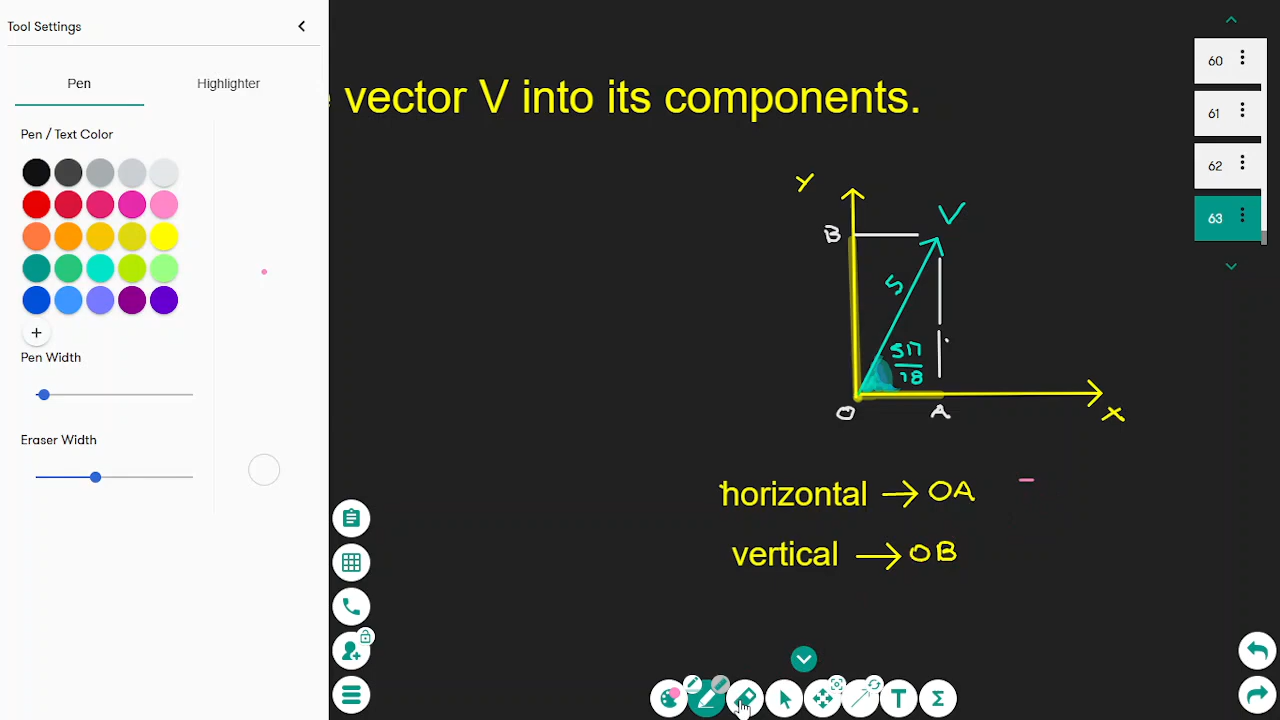 Tool Settings
Pen Highlighter
Pen / Text Color
Pen Width
Eraser Width
vector V into its components.
60
61
62
63
Y
V
B
5
5π
18
O A
X
horizontal → OA
vertical → OB
T Σ